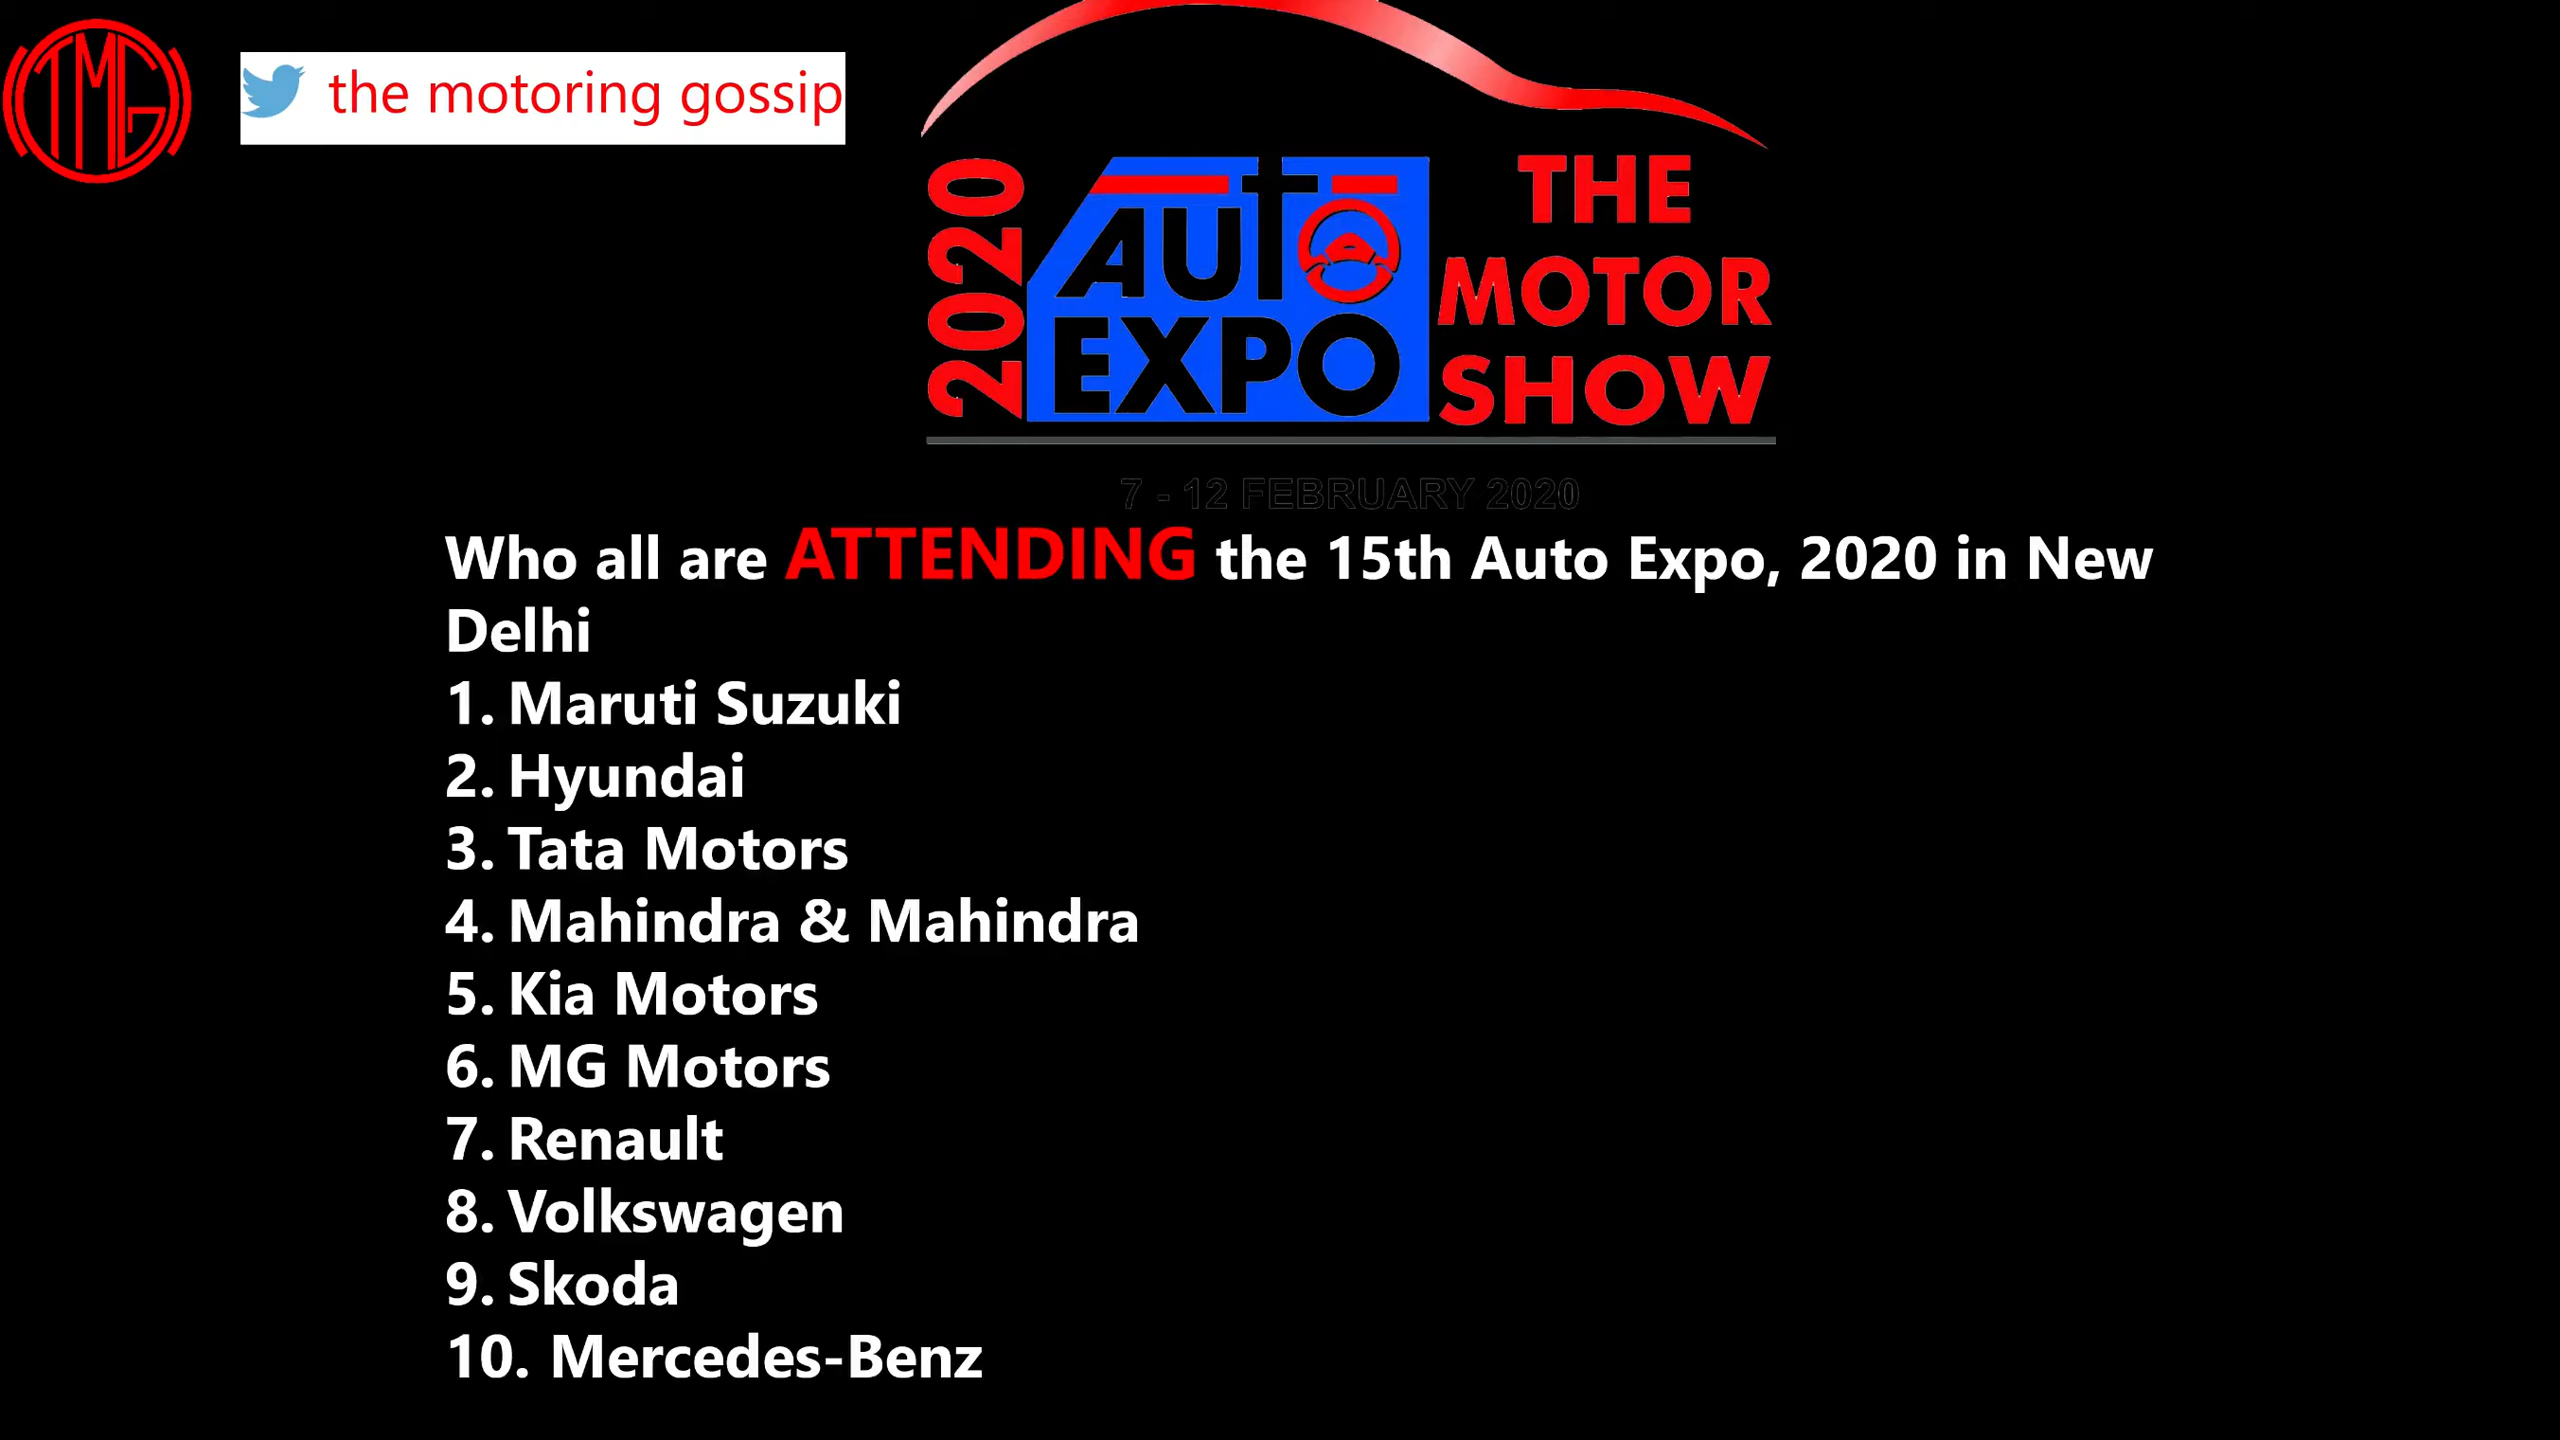 TMG
the motoring gossip
2020
AUTO
EXPO
THE
MOTOR
SHOW
7 - 12 FEBRUARY 2020
Who all are ATTENDING the 15th Auto Expo, 2020 in New
Delhi
1. Maruti Suzuki
2. Hyundai
3. Tata Motors
4. Mahindra & Mahindra
5. Kia Motors
6. MG Motors
7. Renault
8. Volkswagen
9. Skoda
10. Mercedes-Benz